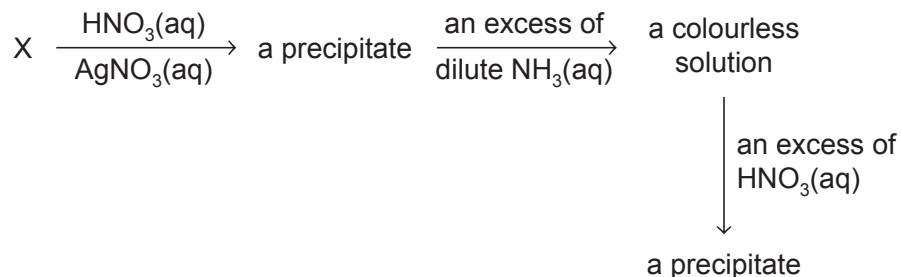 X
HNO₃(aq)
AgNO₃(aq)
a precipitate
an excess of
dilute NH₃(aq)
a colourless
solution
an excess of
HNO₃(aq)
a precipitate